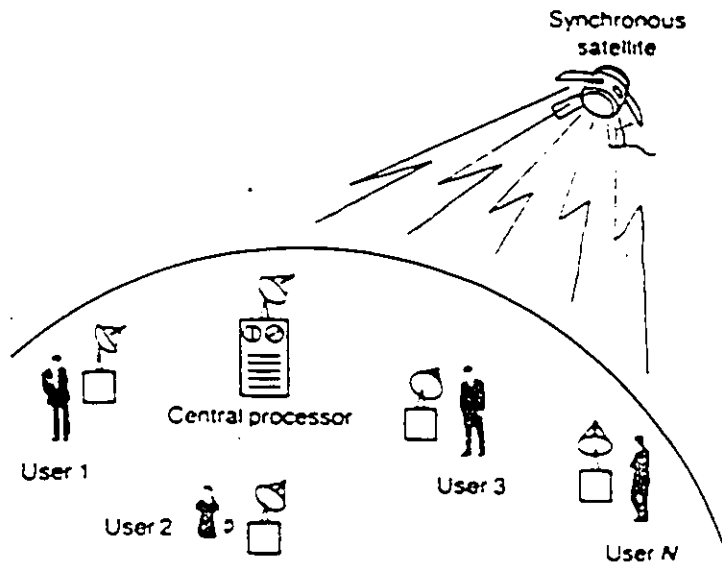 Synchronous
satellite
Central processor
User 1
User 3
User 2
User N